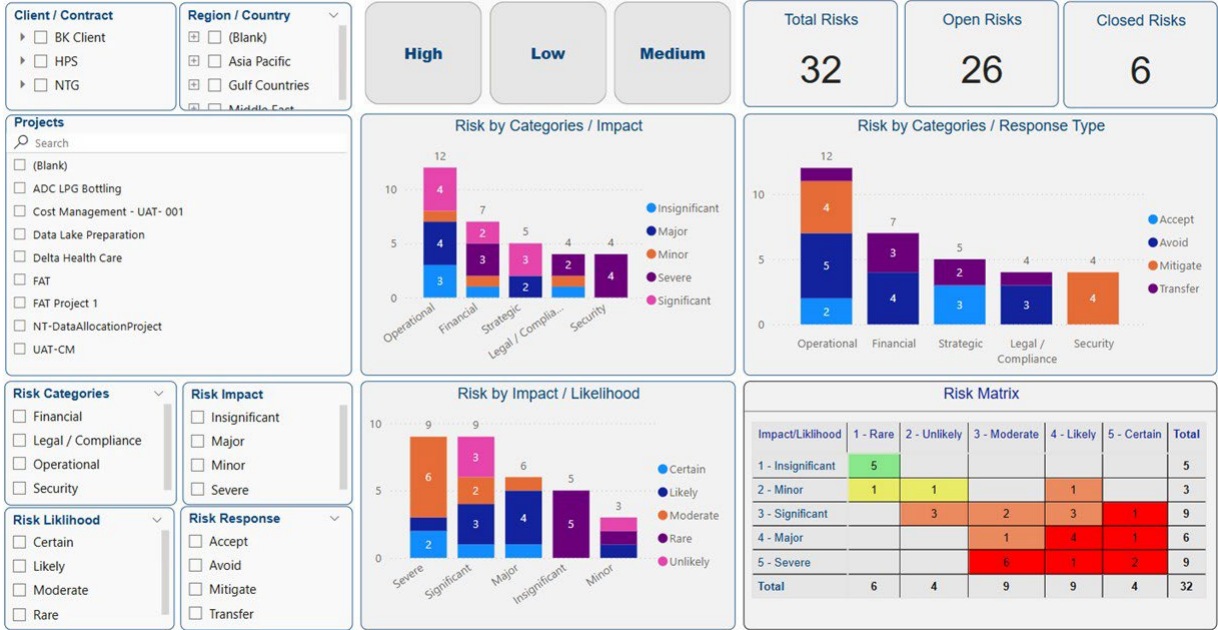 Client / Contract
BK Client
HPS
NTG
Region / Country
(Blank)
Asia Pacific
Gulf Countries
Middle East
High
Low
Medium
Total Risks
32
Open Risks
26
Closed Risks
6
Projects
Search
(Blank)
ADC LPG Bottling
Cost Management - UAT- 001
Data Lake Preparation
Delta Health Care
FAT
FAT Project 1
NT-DataAllocationProject
UAT-CM
Risk by Categories / Impact
12
7
5
4
4
10
5
0
4
4
3
2
3
3
2
2
4
Operational
Financial
Strategic
Legal / Complia...
Security
Insignificant
Major
Minor
Severe
Significant
Risk by Categories / Response Type
12
7
5
4
4
10
5
0
4
5
2
3
4
2
3
3
4
Operational
Financial
Strategic
Legal /
Compliance
Security
Accept
Avoid
Mitigate
Transfer
Risk Categories
Financial
Legal / Compliance
Operational
Security
Risk Impact
Insignificant
Major
Minor
Severe
Risk Liklihood
Certain
Likely
Moderate
Rare
Risk Response
Accept
Avoid
Mitigate
Transfer
Risk by Impact / Likelihood
10
5
0
9
9
6
5
3
6
2
3
2
3
4
5
Severe
Significant
Major
Insignificant
Minor
Certain
Likely
Moderate
Rare
Unlikely
Risk Matrix
Impact/Liklihood 1 - Rare 2 - Unlikely 3 - Moderate 4 - Likely 5 - Certain Total
1 - Insignificant 5 5
2 - Minor 1 1 1 3
3 - Significant 3 2 3 1 9
4 - Major 1 4 1 6
5 - Severe 6 1 2 9
Total 6 4 9 9 4 32